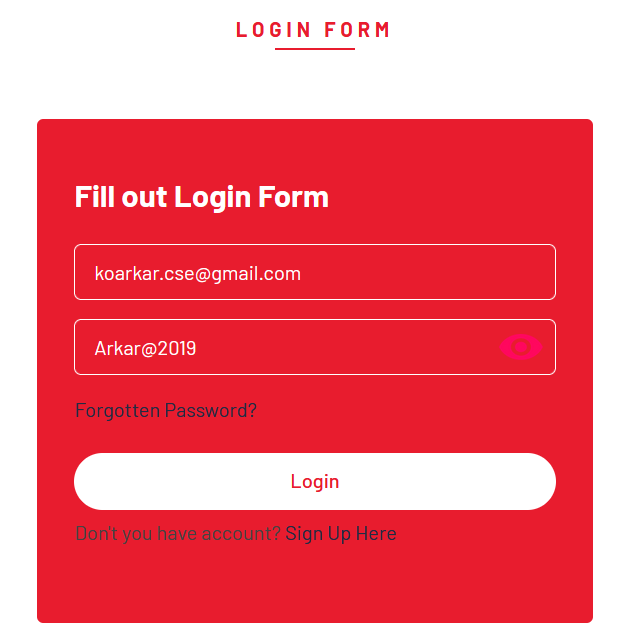 LOGIN FORM
Fill out Login Form
koarkar.cse@gmail.com
Arkar@2019
Forgotten Password?
Login
Don't you have account? Sign Up Here